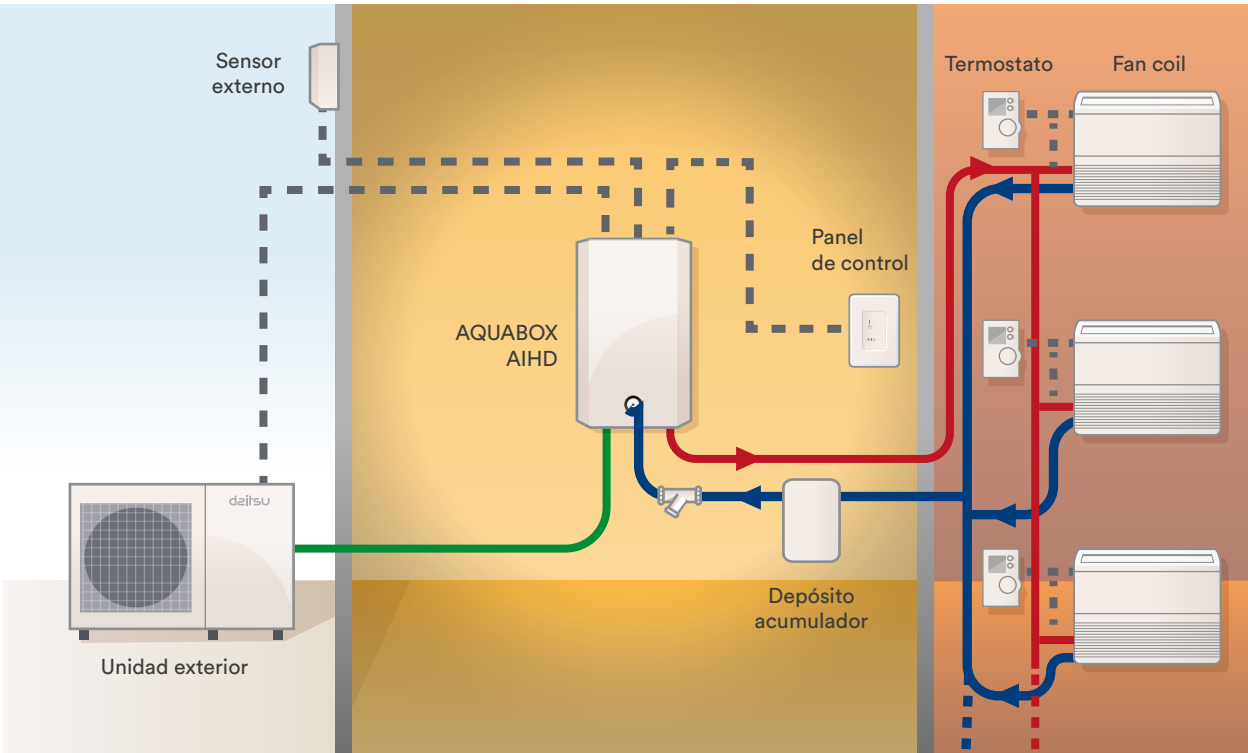 Sensor
externo
Termostato
Fan coil
Panel
de control
AQUABOX
AIHD
daitsu
Depósito
acumulador
Unidad exterior